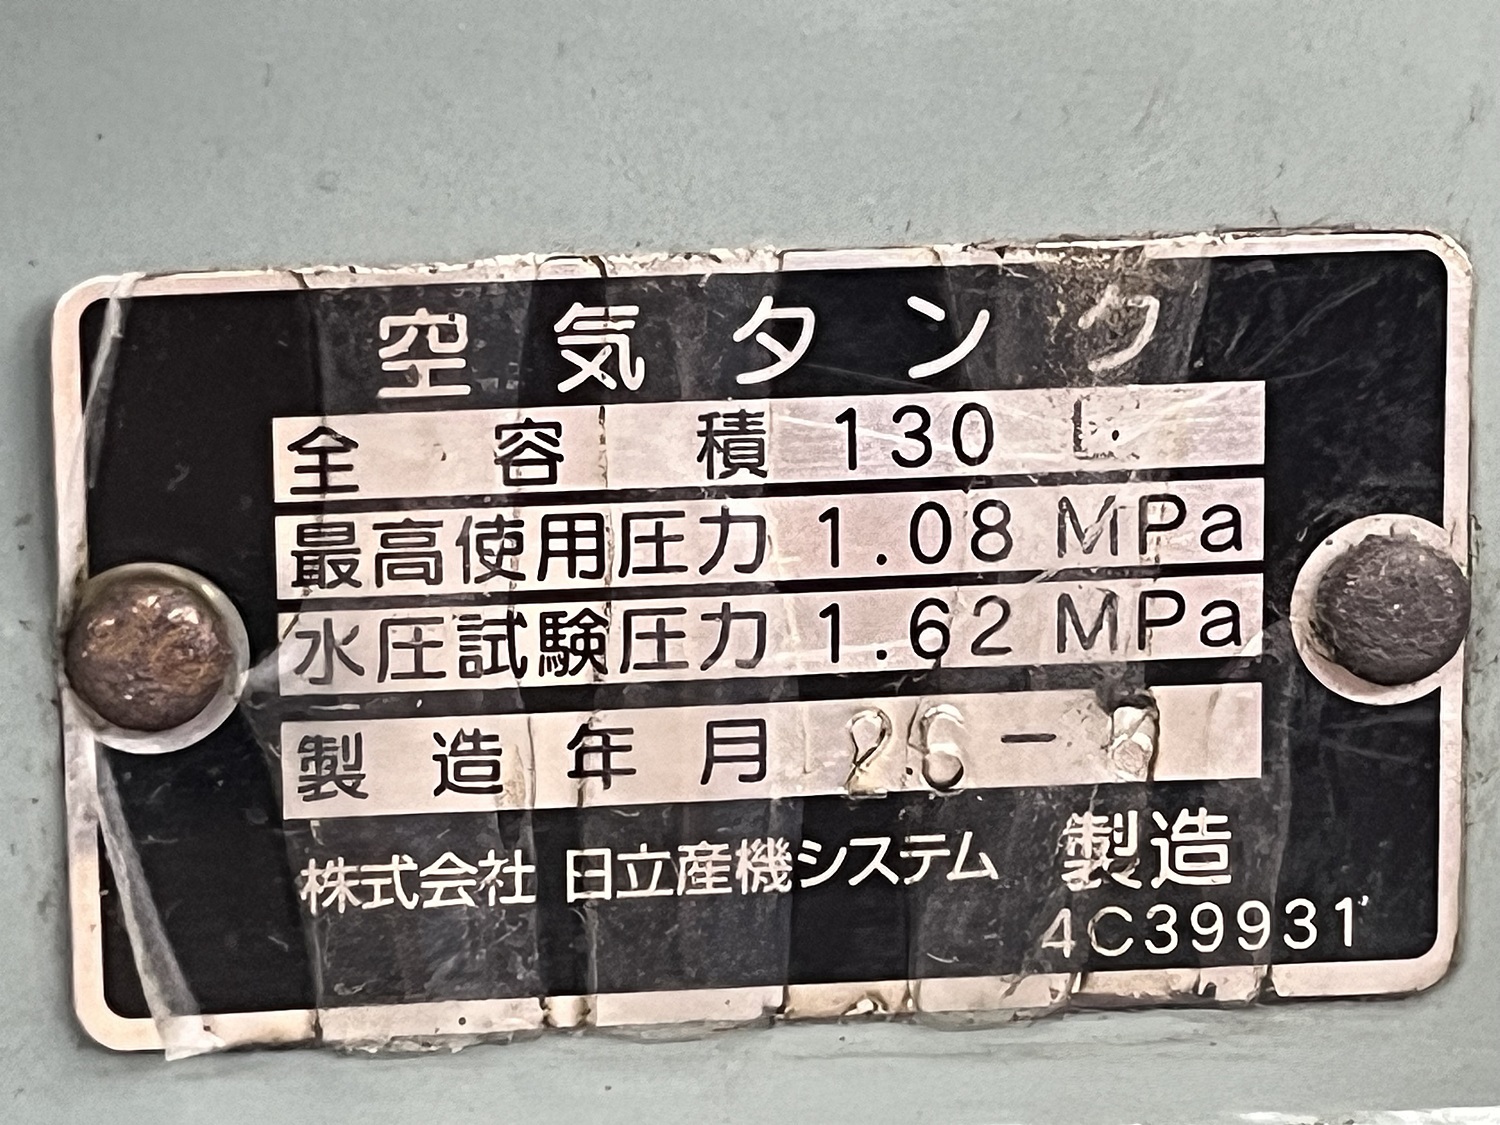 空気タンク
全容積 130 L
最高使用圧力 1.08 MPa
水圧試験圧力 1.62 MPa
製造年月 26-
株式会社 日立産機システム 製造
4C39931